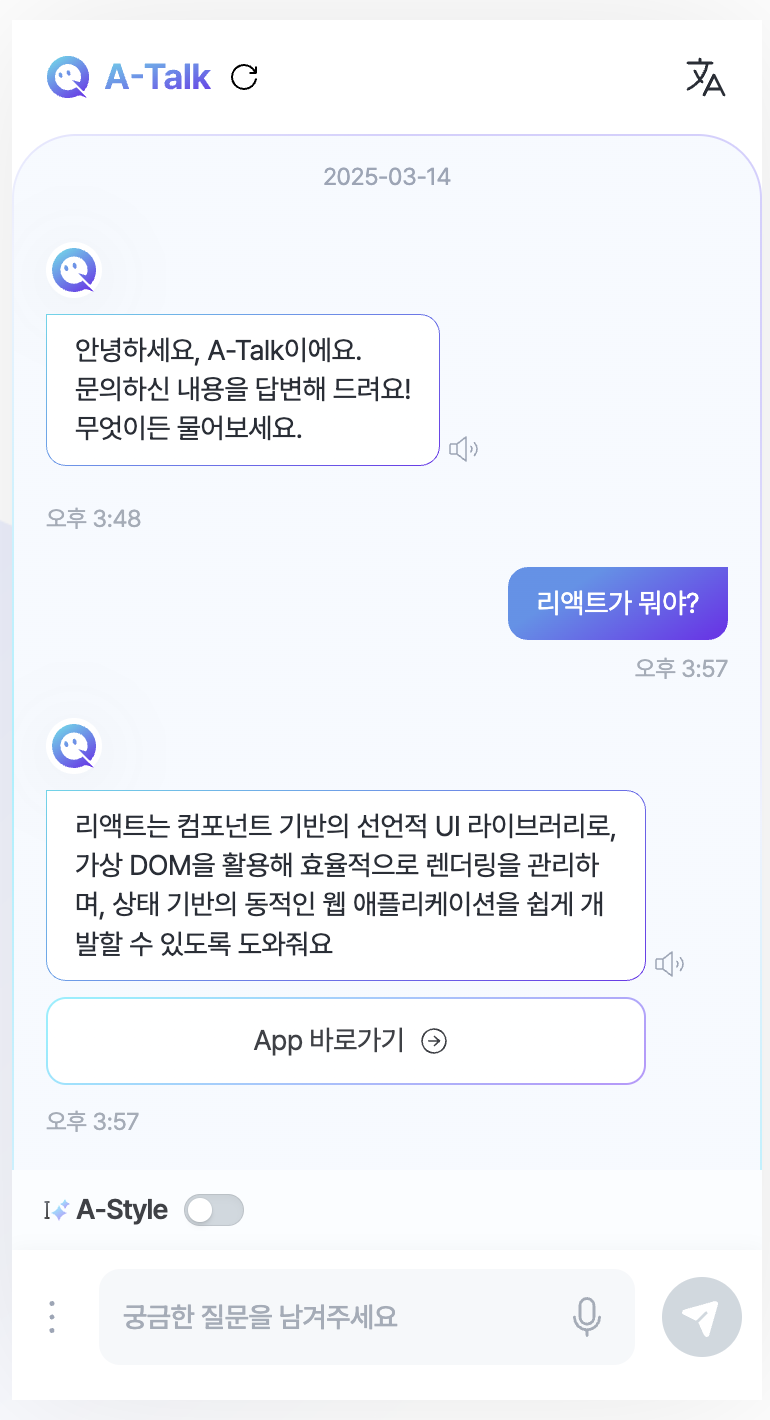 A-Talk
2025-03-14
안녕하세요, A-Talk이에요.
문의하신 내용을 답변해 드려요!
무엇이든 물어보세요.
오후 3:48
리액트가 뭐야?
오후 3:57
리액트는 컴포넌트 기반의 선언적 UI 라이브러리로,
가상 DOM을 활용해 효율적으로 렌더링을 관리하
며, 상태 기반의 동적인 웹 애플리케이션을 쉽게 개
발할 수 있도록 도와줘요
App 바로가기
오후 3:57
A-Style
궁금한 질문을 남겨주세요